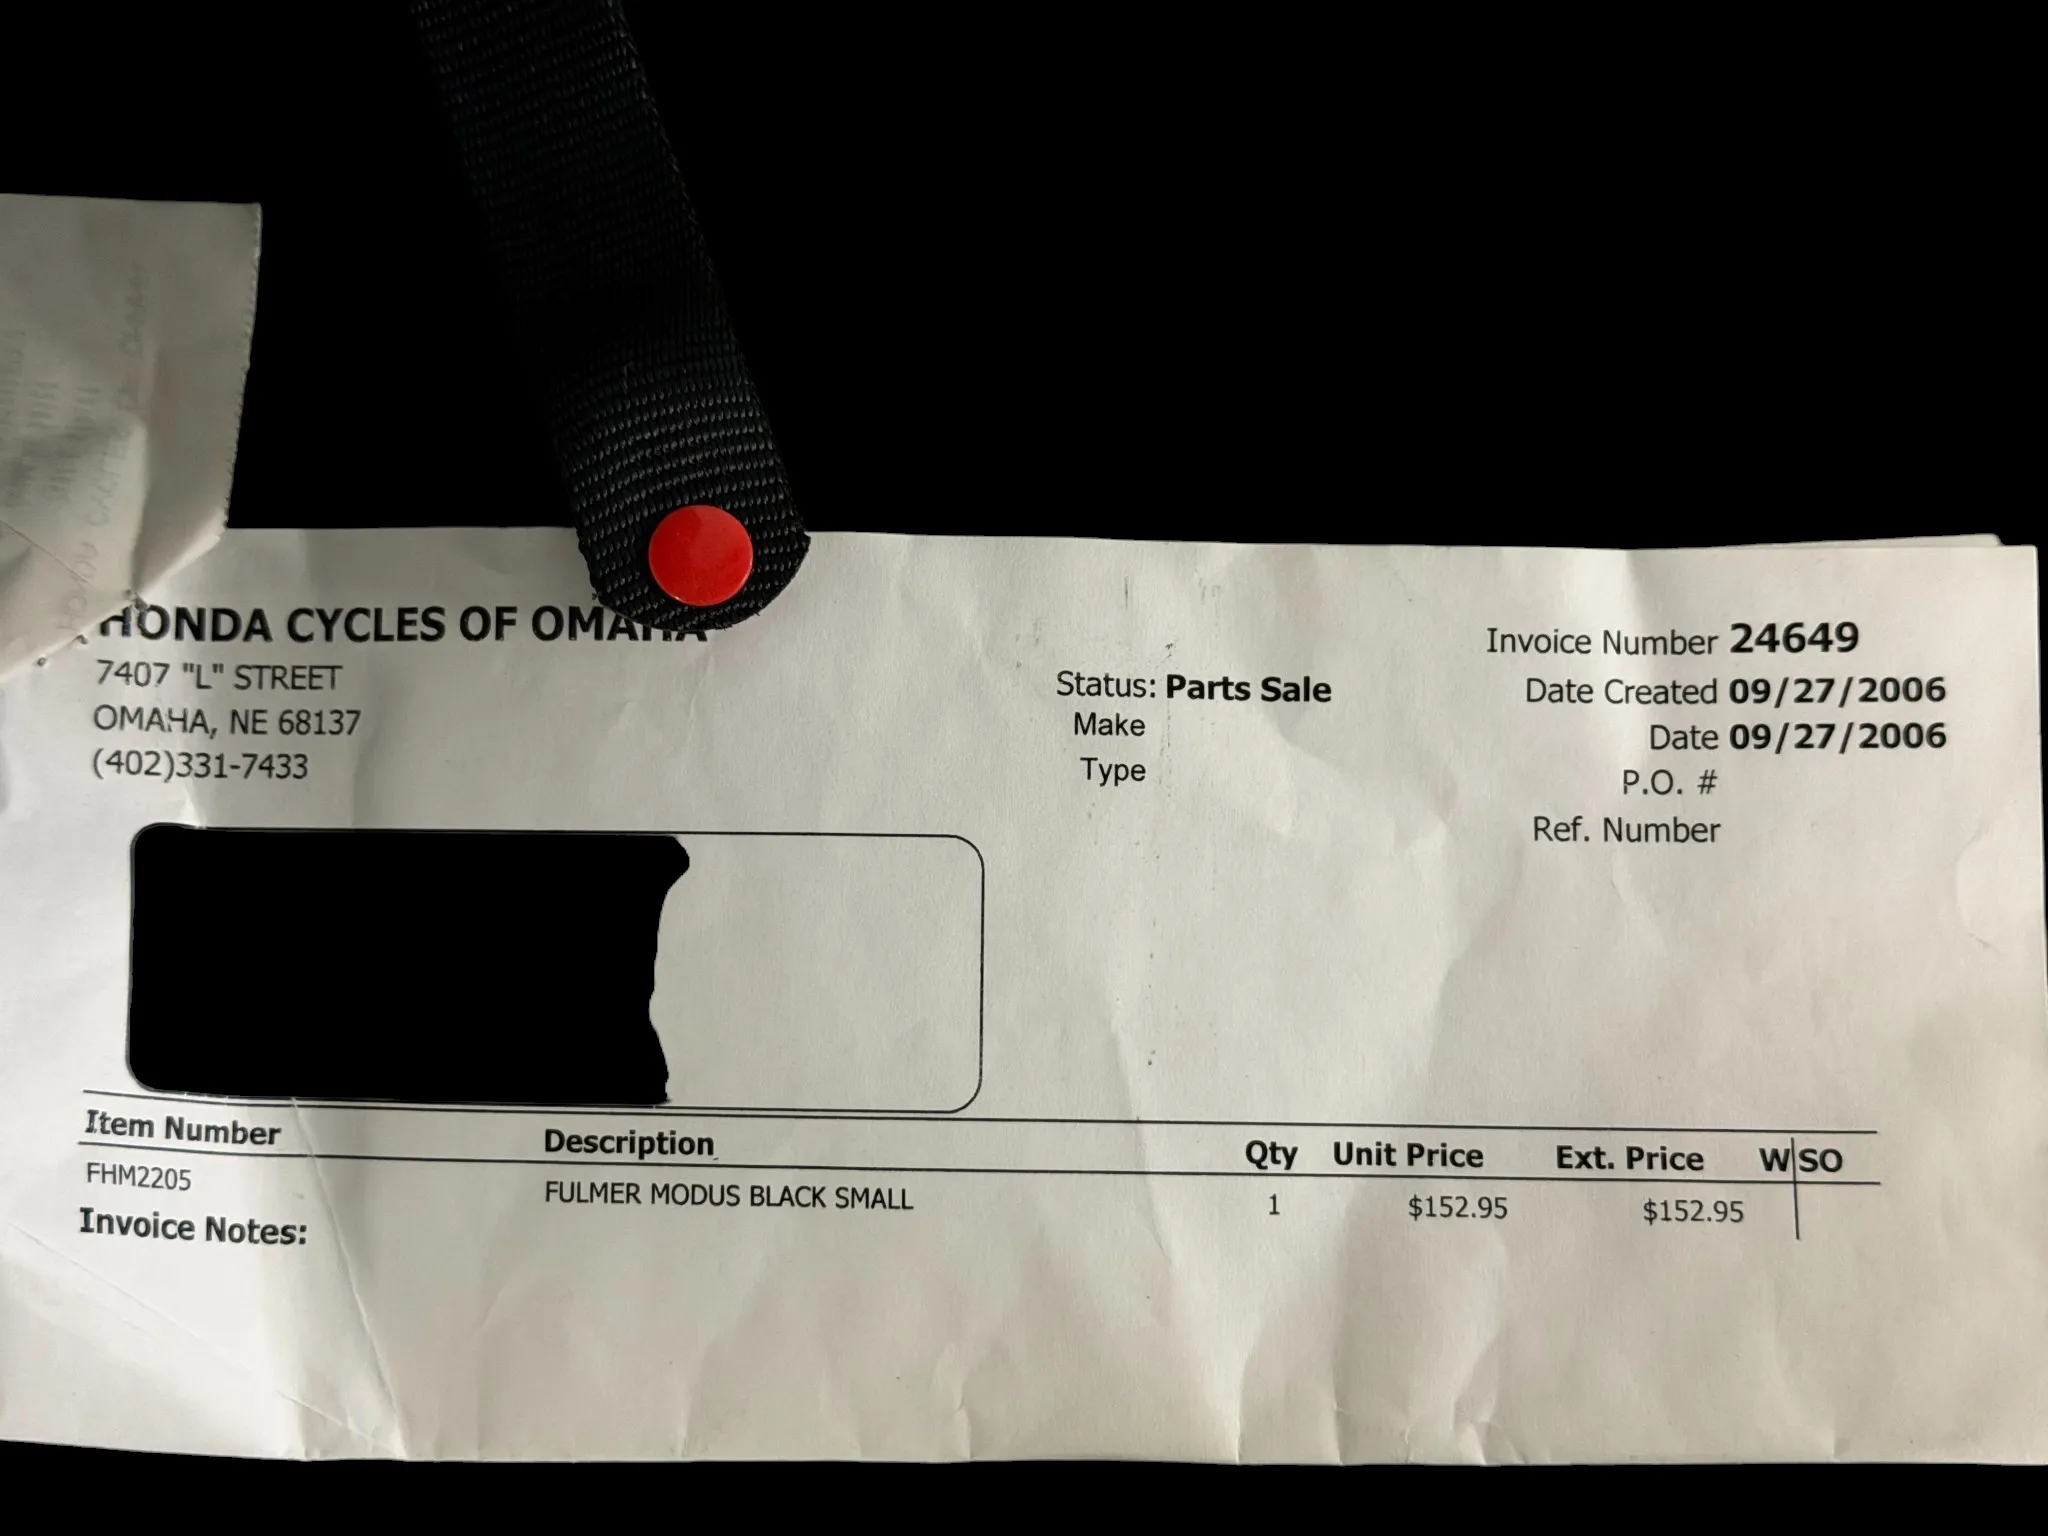 HONDA CYCLES OF OMAHA
7407 "L" STREET
OMAHA, NE 68137
(402)331-7433
Status: Parts Sale
Make
Type
Invoice Number 24649
Date Created 09/27/2006
Date 09/27/2006
P.O. #
Ref. Number
Item Number Description Qty Unit Price Ext. Price W SO
FHM2205 FULMER MODUS BLACK SMALL 1 $152.95 $152.95
Invoice Notes: